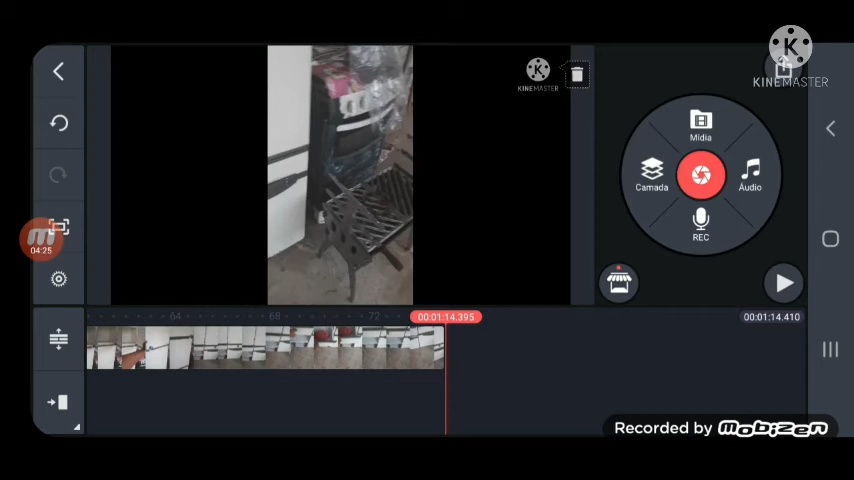 KINEMASTER
KINEMASTER
Mídia
Camada
Áudio
REC
04:25
64
68
72
00:01:14.395
00:01:14.410
Recorded by MOBIZEN